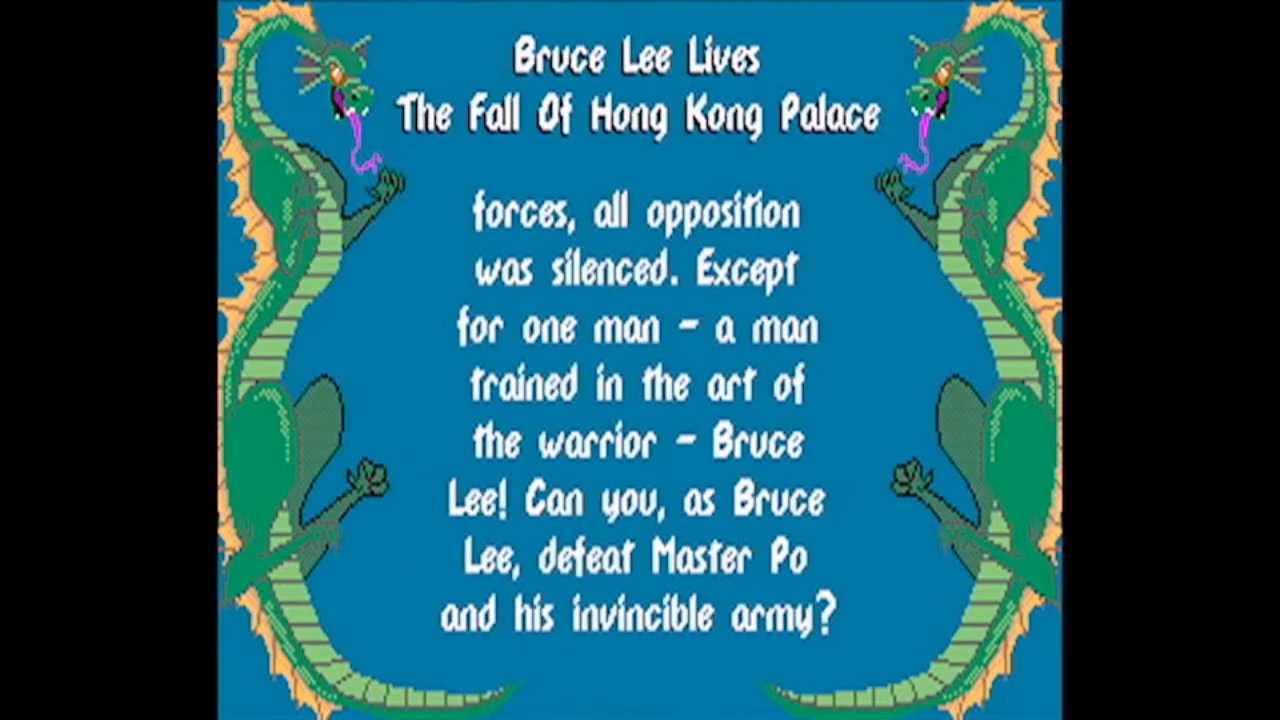 Bruce Lee Lives
The Fall Of Hong Kong Palace
forces, all opposition
was silenced. Except
for one man - a man
trained in the art of
the warrior - Bruce
Lee! Can you, as Bruce
Lee, defeat Master Po
and his invincible army?